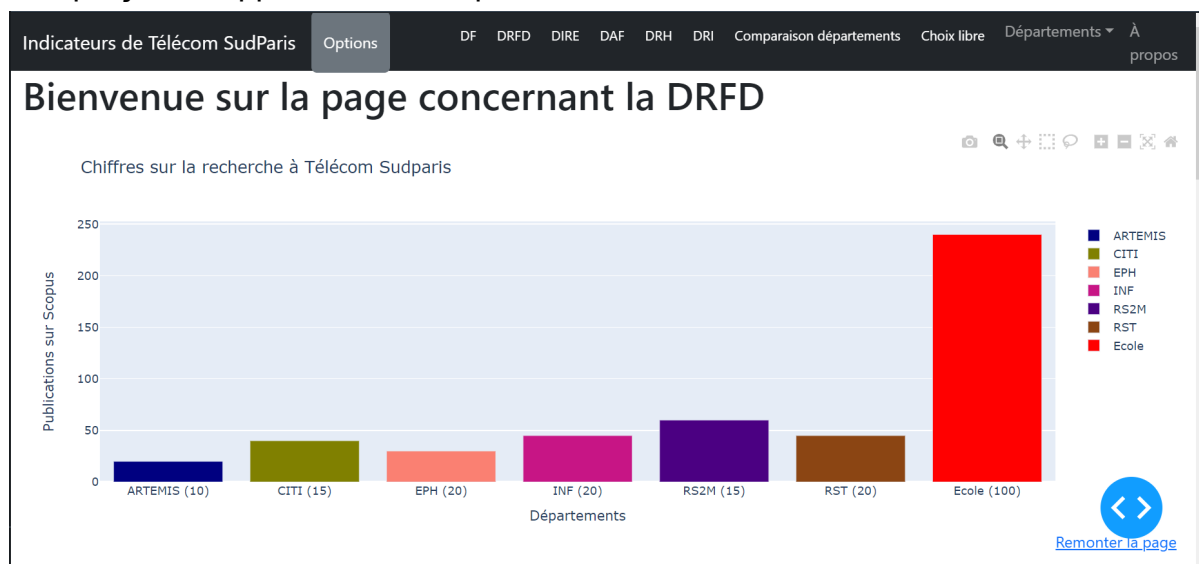 Indicateurs de Télécom SudParis Options DF DRFD DIRE DAF DRH DRI Comparaison départements Choix libre Départements À propos
Bienvenue sur la page concernant la DRFD
Chiffres sur la recherche à Télécom Sudparis
Publications sur Scopus
250
200
150
100
50
0
ARTEMIS (10) CITI (15) EPH (20) INF (20) RS2M (15) RST (20) Ecole (100)
Départements
ARTEMIS
CITI
EPH
INF
RS2M
RST
Ecole
Remonter la page